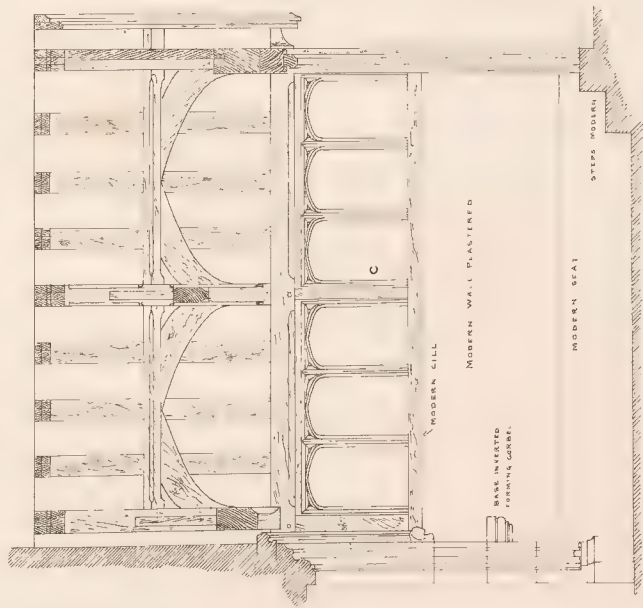 C
MODERN CILL
MODERN WALL PLASTERED
BASE INVERTED
FORMING CORBEL.
MODERN SEAT
STEPS MODERN